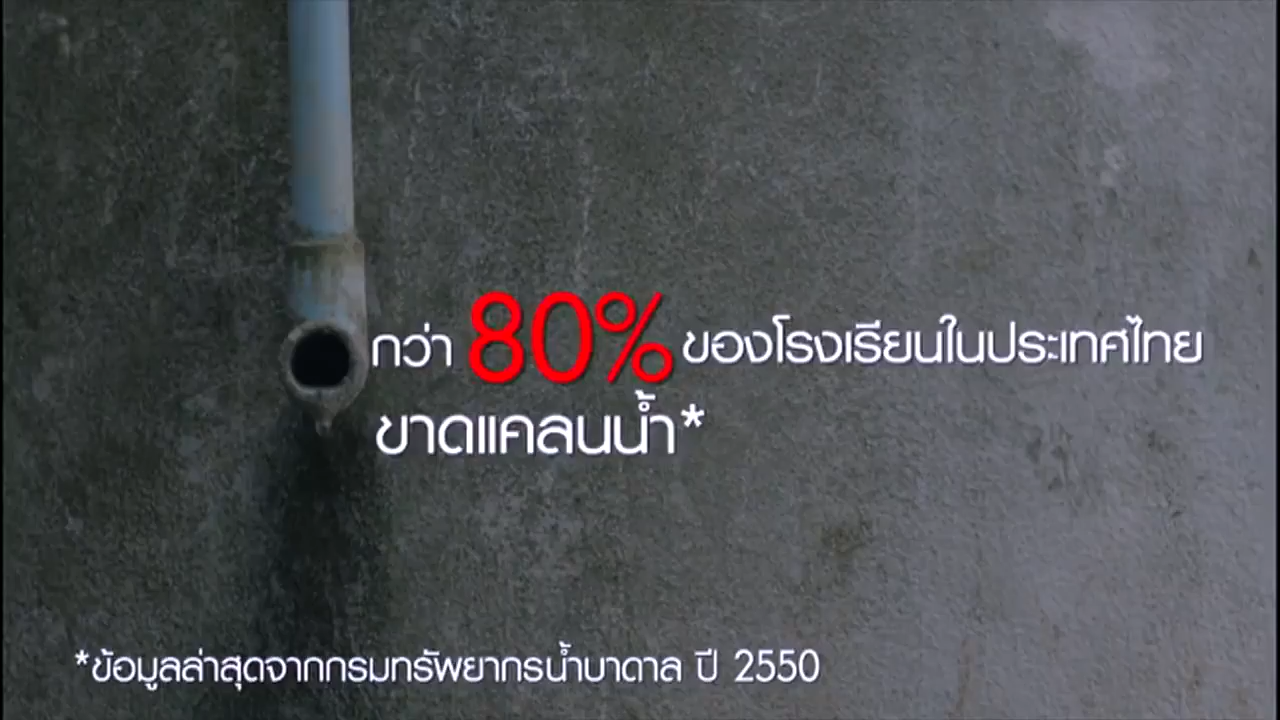 กว่า 80% ของโรงเรียนในประเทศไทย
ขาดแคลนน้ำ*
*ข้อมูลล่าสุดจากกรมทรัพยากรน้ำบาดาล ปี 2550